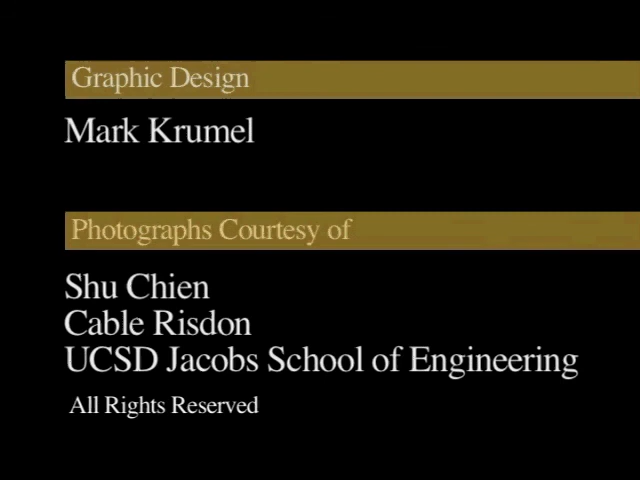 Graphic Design
Mark Krumel
Photographs Courtesy of
Shu Chien
Cable Risdon
UCSD Jacobs School of Engineering
All Rights Reserved